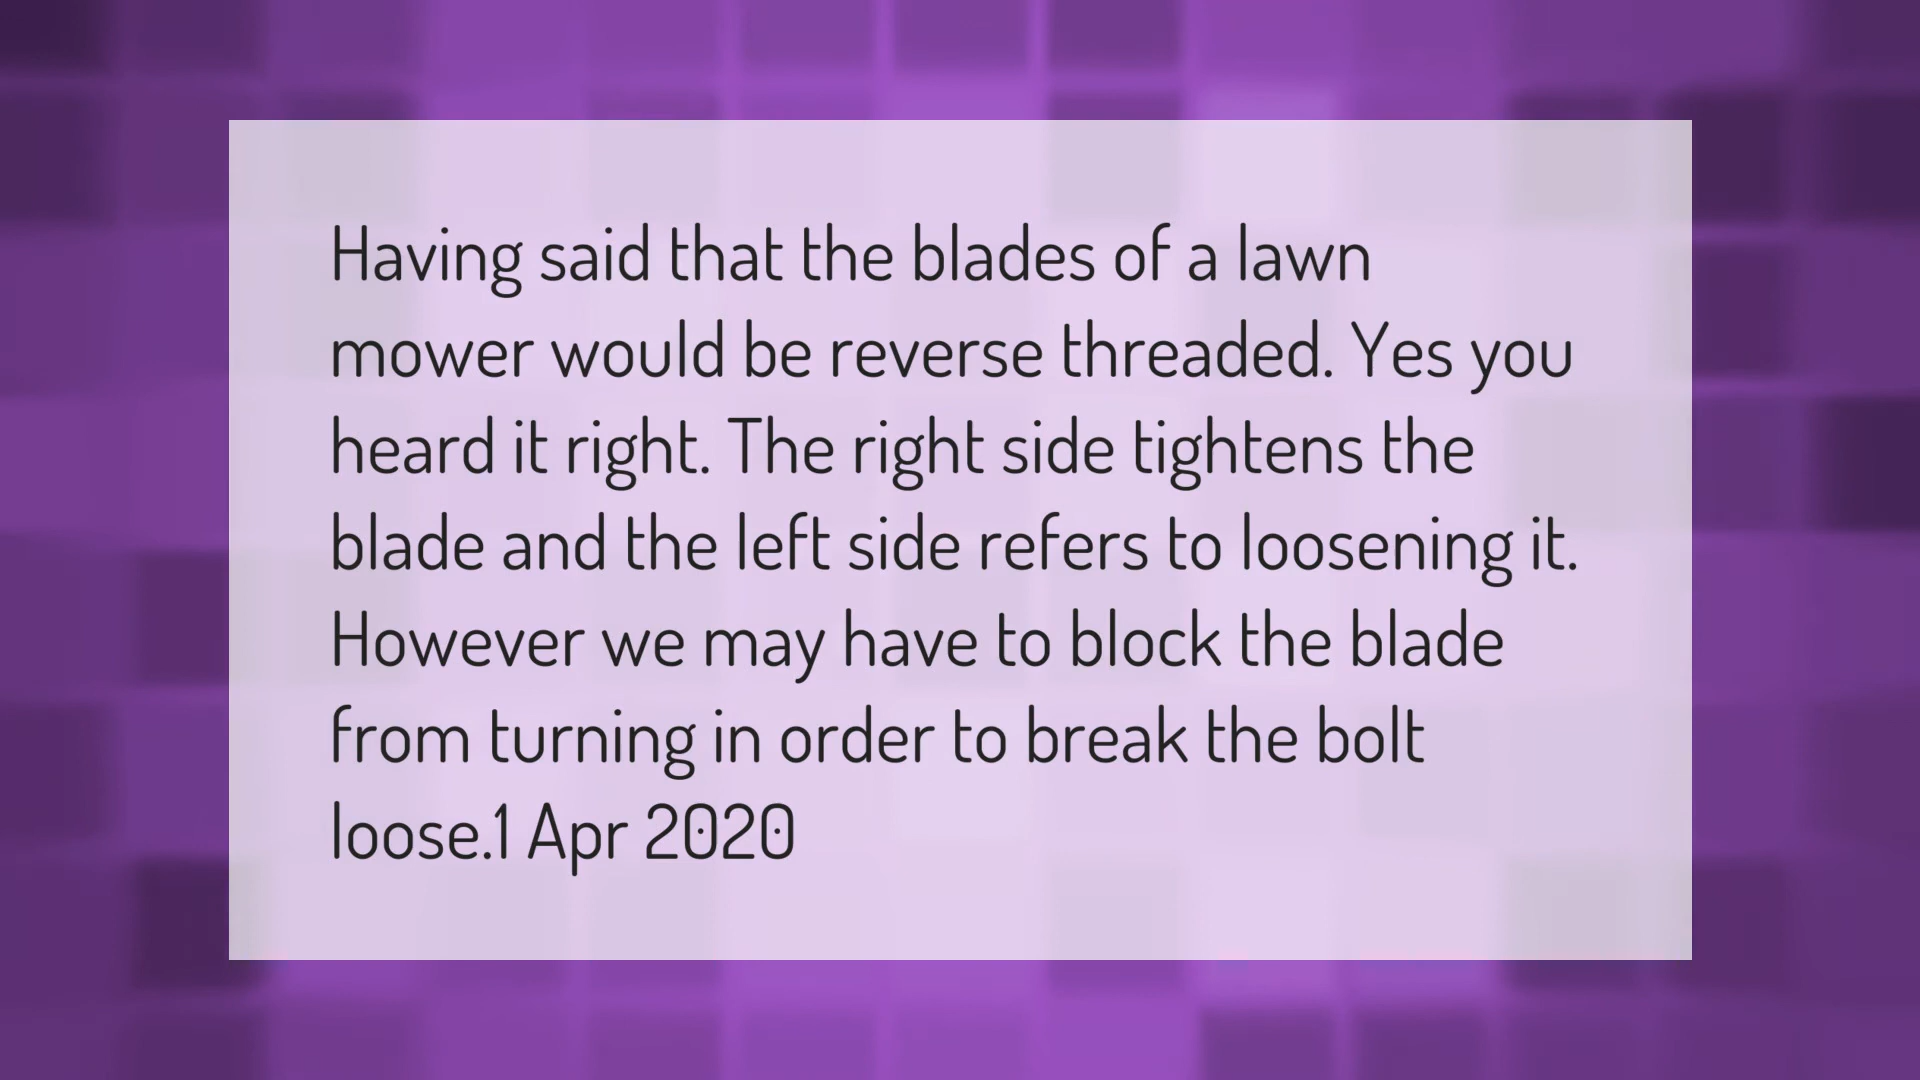 Having said that the blades of a lawn
mower would be reverse threaded. Yes you
heard it right. The right side tightens the
blade and the left side refers to loosening it.
However we may have to block the blade
from turning in order to break the bolt
loose.1 Apr 2020